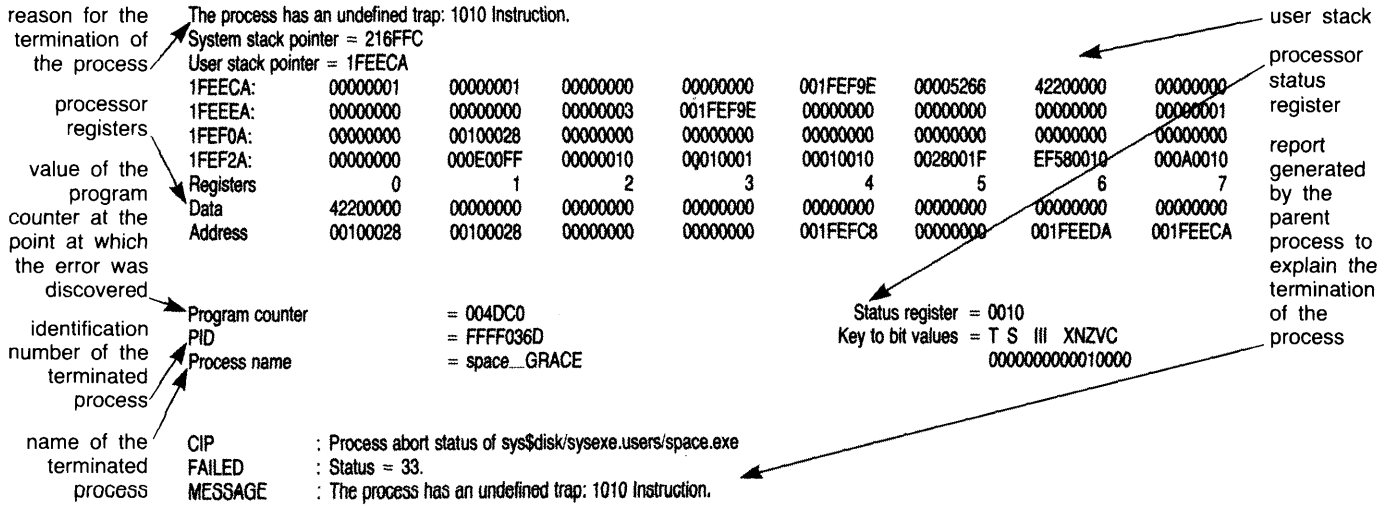 reason for the
termination of
the process
processor
registers
value of the
program
counter at the
point at which
the error was
discovered
identification
number of the
terminated
process
name of the
terminated
process
The process has an undefined trap: 1010 Instruction.
System stack pointer = 216FFC
User stack pointer = 1FEECA
1FEECA: 00000001 00000001 00000000 00000000 001FEF9E 00005266 42200000 00000000
1FEEEA: 00000000 00000000 00000003 001FEF9E 00000000 00000000 00000000 00000001
1FEF0A: 00000000 00100028 00000000 00000000 00000000 00000000 00000000 00000000
1FEF2A: 00000000 000E00FF 00000010 00010001 00010010 0028001F EF580010 000A0010
Registers 0 1 2 3 4 5 6 7
Data 42200000 00000000 00000000 00000000 00000000 00000000 00000000 00000000
Address 00100028 00100028 00000000 00000000 001FEFC8 00000000 001FEEDA 001FEECA
Program counter = 004DC0
PID = FFFF036D
Process name = space__GRACE
Status register = 0010
Key to bit values = T S III XNZVC
0000000000010000
CIP : Process abort status of sys$disk/sysexe.users/space.exe
FAILED : Status = 33.
MESSAGE : The process has an undefined trap: 1010 Instruction.
user stack
processor
status
register
report
generated
by the
parent
process to
explain the
termination
of the
process